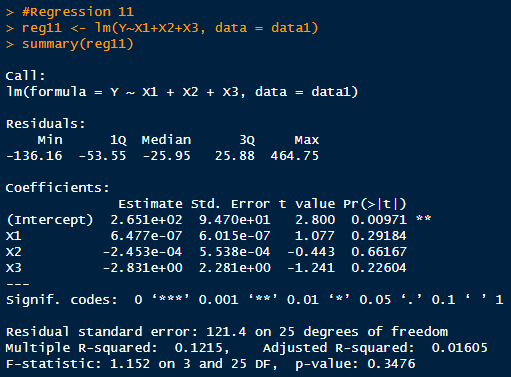 > #Regression 11
> reg11 <- lm(Y~X1+X2+X3, data = data1)
> summary(reg11)

Call:
lm(formula = Y ~ X1 + X2 + X3, data = data1)

Residuals:
    Min      1Q  Median      3Q     Max
-136.16  -53.55  -25.95   25.88  464.75

Coefficients:
              Estimate Std. Error t value Pr(>|t|)
(Intercept)  2.651e+02  9.470e+01   2.800  0.00971 **
X1           6.477e-07  6.015e-07   1.077  0.29184
X2          -2.453e-04  5.538e-04  -0.443  0.66167
X3          -2.831e+00  2.281e+00  -1.241  0.22604
---
Signif. codes:  0 ‘***’ 0.001 ‘**’ 0.01 ‘*’ 0.05 ‘.’ 0.1 ‘ ’ 1

Residual standard error: 121.4 on 25 degrees of freedom
Multiple R-squared:  0.1215,    Adjusted R-squared:  0.01605
F-statistic: 1.152 on 3 and 25 DF,  p-value: 0.3476